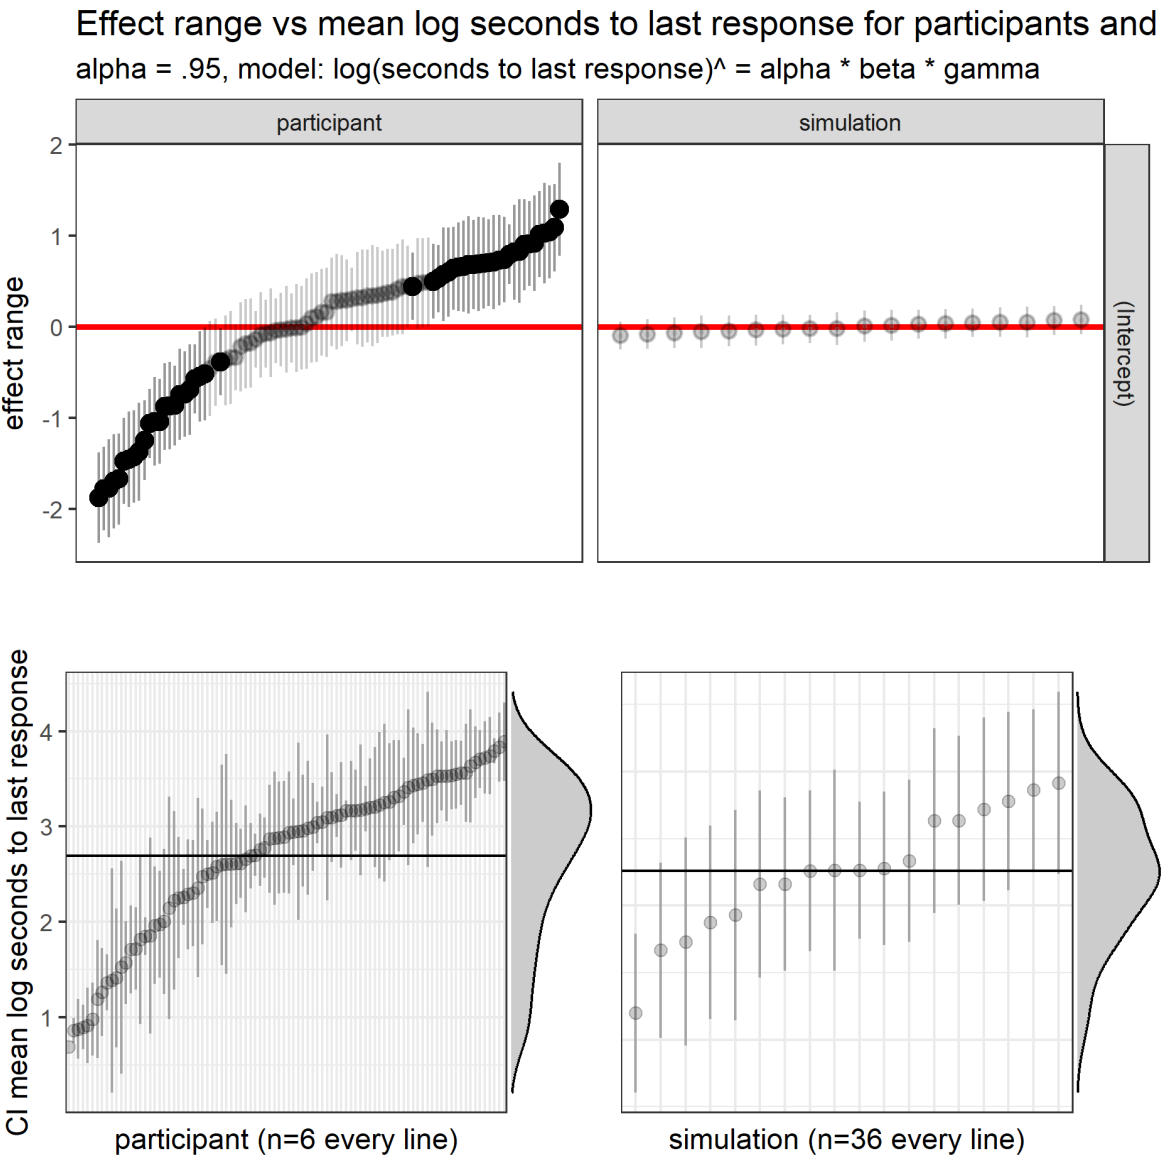 Effect range vs mean log seconds to last response for participants and
alpha = .95, model: log(seconds to last response)^ = alpha * beta * gamma
participant
simulation
2
1
0
-1
-2
effect range
(Intercept)
4
3
2
1
CI mean log seconds to last response
participant (n=6 every line)
simulation (n=36 every line)